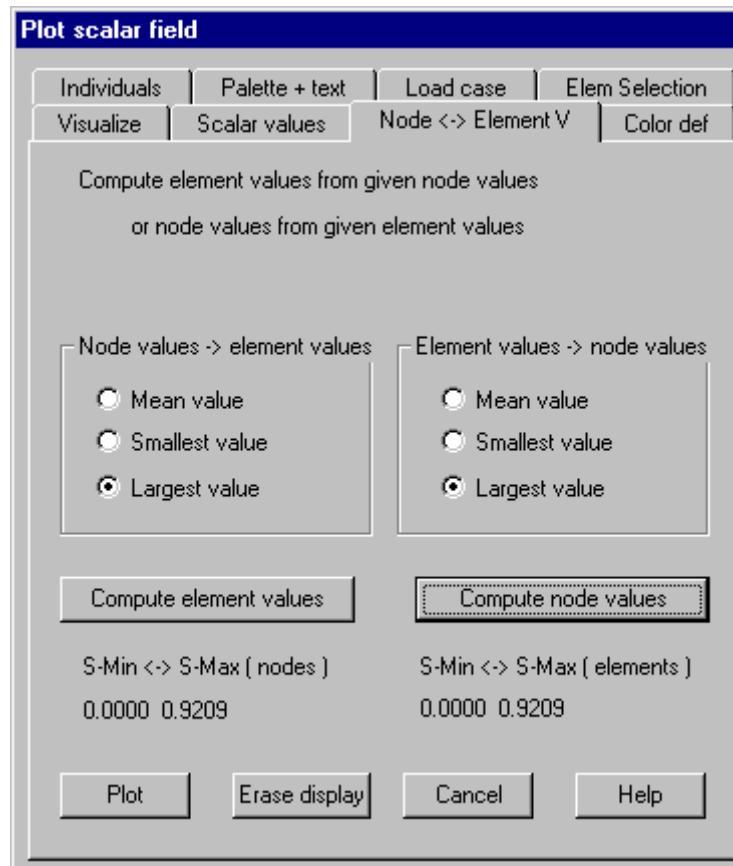 Plot scalar field
Individuals Palette + text Load case Elem Selection
Visualize Scalar values Node <-> Element V Color def
Compute element values from given node values
or node values from given element values
Node values -> element values
Mean value
Smallest value
Largest value
Element values -> node values
Mean value
Smallest value
Largest value
Compute element values Compute node values
S-Min <-> S-Max ( nodes ) S-Min <-> S-Max ( elements )
0.0000 0.9209 0.0000 0.9209
Plot Erase display Cancel Help